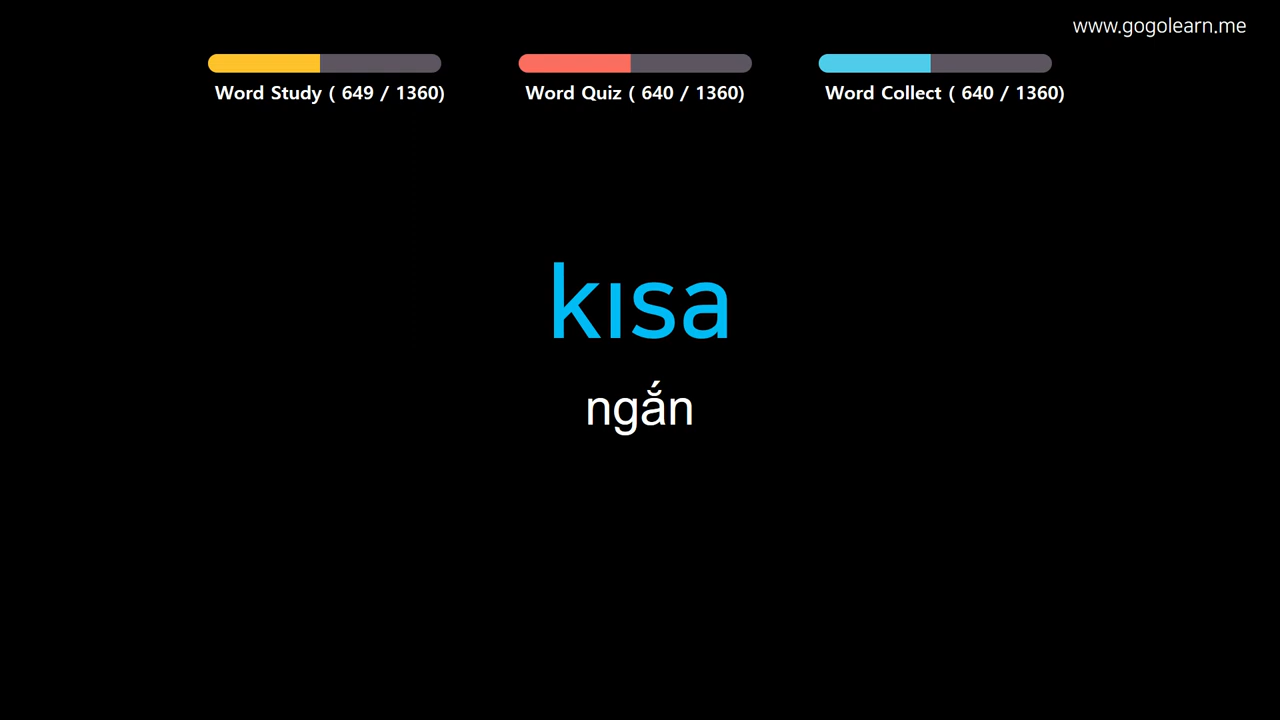 www.gogolearn.me
Word Study ( 649 / 1360)
Word Quiz ( 640 / 1360)
Word Collect ( 640 / 1360)
kısa
ngắn